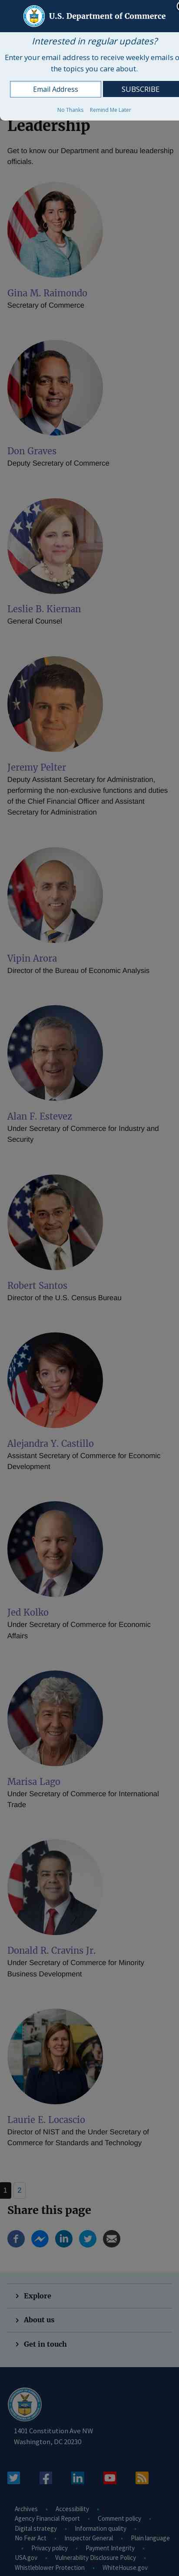 U.S. Department of Commerce
Interested in regular updates?
Enter your email address to receive weekly emails o
the topics you care about.
Email Address SUBSCRIBE
No Thanks Remind Me Later
Leadership
Get to know our Department and bureau leadership
officials.
Gina M. Raimondo
Secretary of Commerce
Don Graves
Deputy Secretary of Commerce
Leslie B. Kiernan
General Counsel
Jeremy Pelter
Deputy Assistant Secretary for Administration,
performing the non-exclusive functions and duties
of the Chief Financial Officer and Assistant
Secretary for Administration
Vipin Arora
Director of the Bureau of Economic Analysis
Alan F. Estevez
Under Secretary of Commerce for Industry and
Security
Robert Santos
Director of the U.S. Census Bureau
Alejandra Y. Castillo
Assistant Secretary of Commerce for Economic
Development
Jed Kolko
Under Secretary of Commerce for Economic
Affairs
Marisa Lago
Under Secretary of Commerce for International
Trade
Donald R. Cravins Jr.
Under Secretary of Commerce for Minority
Business Development
Laurie E. Locascio
Director of NIST and the Under Secretary of
Commerce for Standards and Technology
1 2
Share this page
Explore
About us
Get in touch
1401 Constitution Ave NW
Washington, DC 20230
Archives • Accessibility •
Agency Financial Report • Comment policy •
Digital strategy • Information quality •
No Fear Act • Inspector General • Plain language
• Privacy policy • Payment Integrity •
USA.gov • Vulnerability Disclosure Policy •
Whistleblower Protection • WhiteHouse.gov